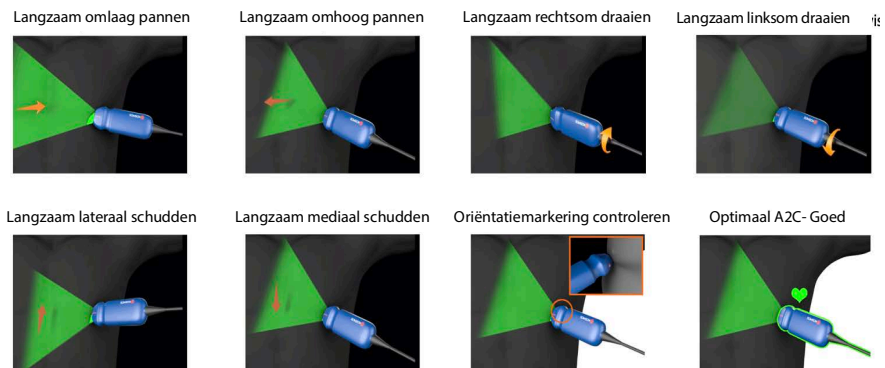 Langzaam omlaag pannen
Langzaam omhoog pannen
Langzaam rechtsom draaien
Langzaam linksom draaien
Langzaam lateraal schudden
Langzaam mediaal schudden
Oriëntatiemarkering controleren
Optimaal A2C- Goed